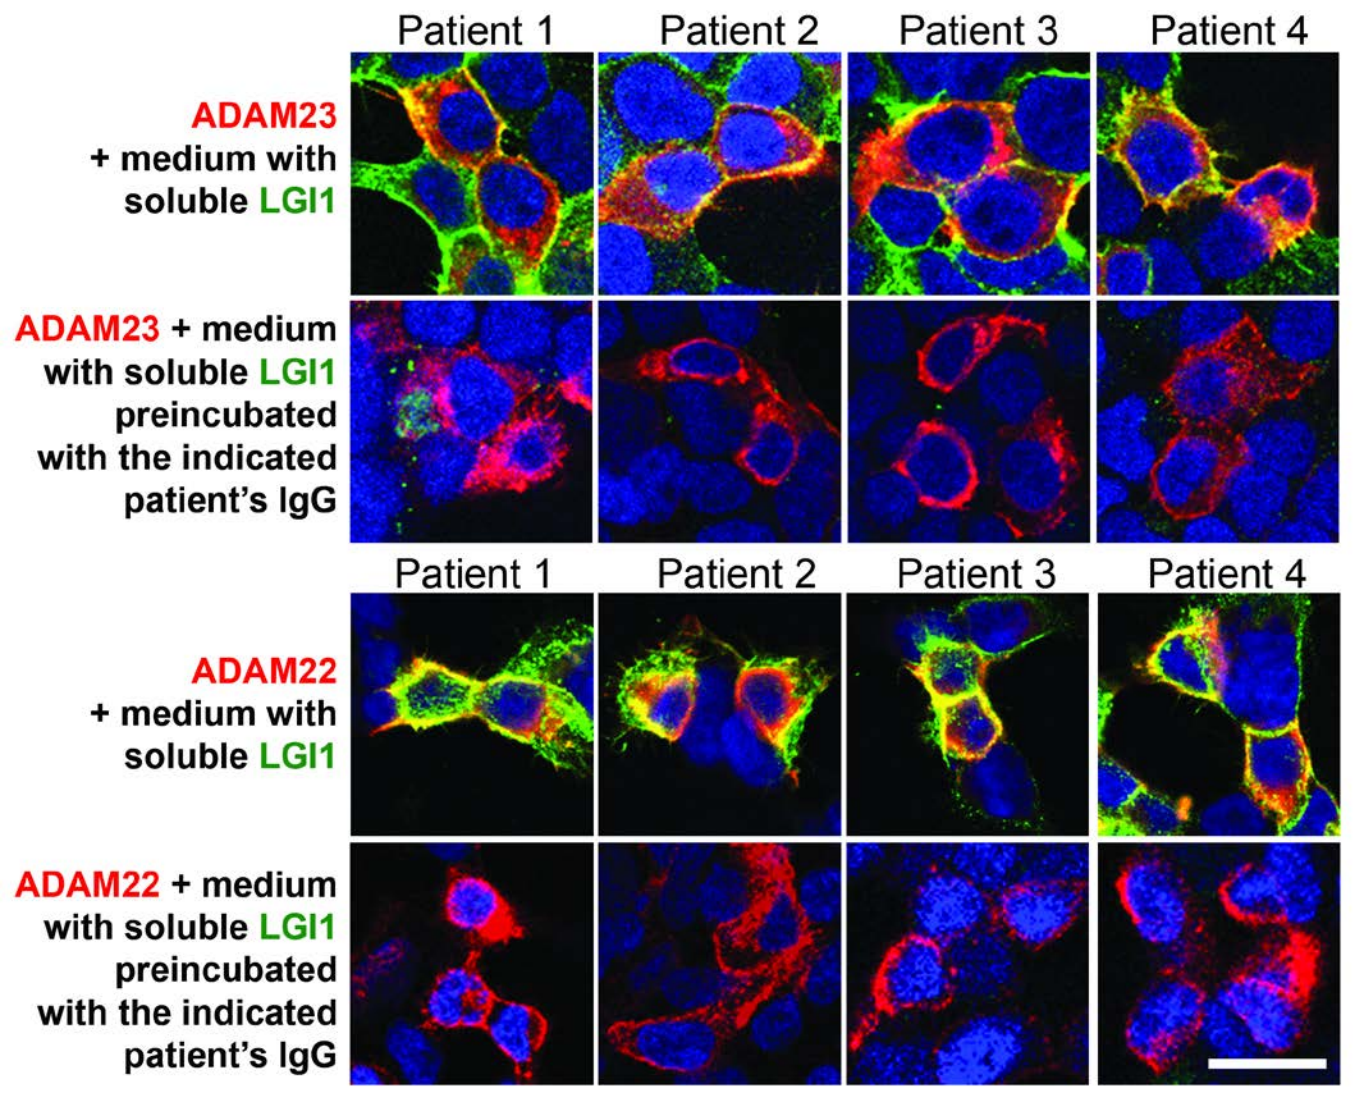 Patient 1 Patient 2 Patient 3 Patient 4
ADAM23
+ medium with
soluble LGI1
ADAM23 + medium
with soluble LGI1
preincubated
with the indicated
patient's IgG
Patient 1 Patient 2 Patient 3 Patient 4
ADAM22
+ medium with
soluble LGI1
ADAM22 + medium
with soluble LGI1
preincubated
with the indicated
patient's IgG